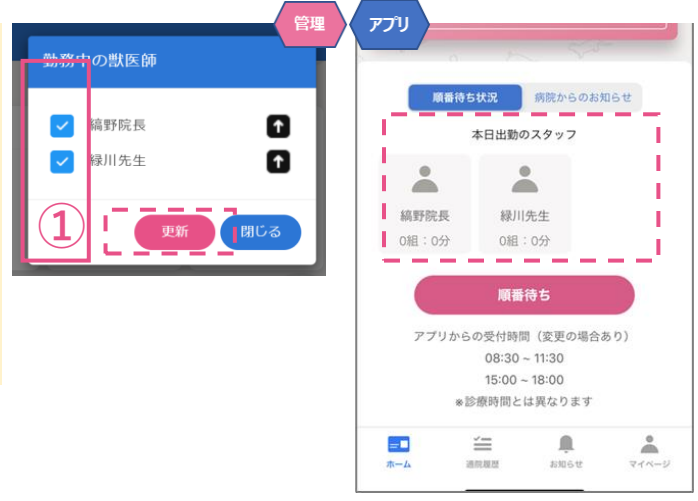 管理
アプリ
勤務中の獣医師
縞野院長
緑川先生
①
更新
閉じる
順番待ち状況
病院からのお知らせ
本日出勤のスタッフ
縞野院長
0組：0分
緑川先生
0組：0分
順番待ち
アプリからの受付時間（変更の場合あり）
08:30 ~ 11:30
15:00 ~ 18:00
※診療時間とは異なります
ホーム
通院履歴
お知らせ
マイページ